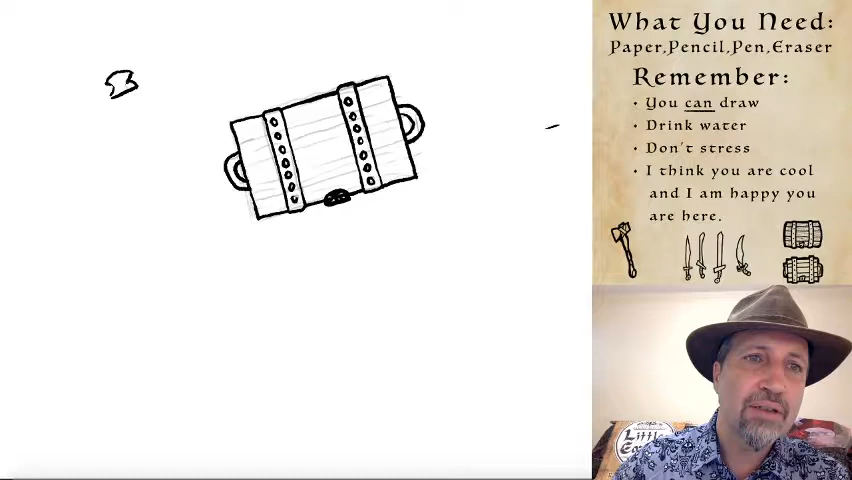 What You Need:
Paper,Pencil,Pen,Eraser
Remember:
• You can draw
• Drink water
• Don't stress
• I think you are cool
and I am happy you
are here.
Little